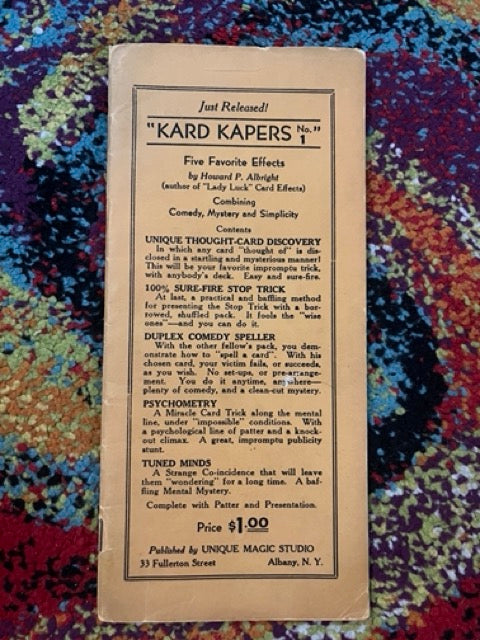 Just Released!
"KARD KAPERS No. 1"
Five Favorite Effects
by Howard P. Albright
(author of "Lady Luck" Card Effects)
Combining
Comedy, Mystery and Simplicity
Contents
UNIQUE THOUGHT-CARD DISCOVERY
In which any card "thought of" is dis-
closed in a startling and mysterious manner!
This will be your favorite impromptu trick,
with anybody's deck. Easy and sure-fire.
100% SURE-FIRE STOP TRICK
At last, a practical and baffling method
for presenting the Stop Trick with a bor-
rowed, shuffled pack. It fools the "wise
ones"—and you can do it.
DUPLEX COMEDY SPELLER
With the other fellow's pack, you dem-
onstrate how to "spell a card". With his
chosen card, your victim fails, or succeeds,
as you wish. No set-ups, or pre-arrange-
ment. You do it anytime, anywhere—
plenty of comedy, and a clean-cut mystery.
PSYCHOMETRY
A Miracle Card Trick along the mental
line, under "impossible" conditions. With
a psychological line of patter and a knock-
out climax. A great, impromptu publicity
stunt.
TUNED MINDS
A Strange Co-incidence that will leave
them "wondering" for a long time. A baf-
fling Mental Mystery.
Complete with Patter and Presentation.
Price $1.00
Published by UNIQUE MAGIC STUDIO
33 Fullerton Street Albany, N. Y.